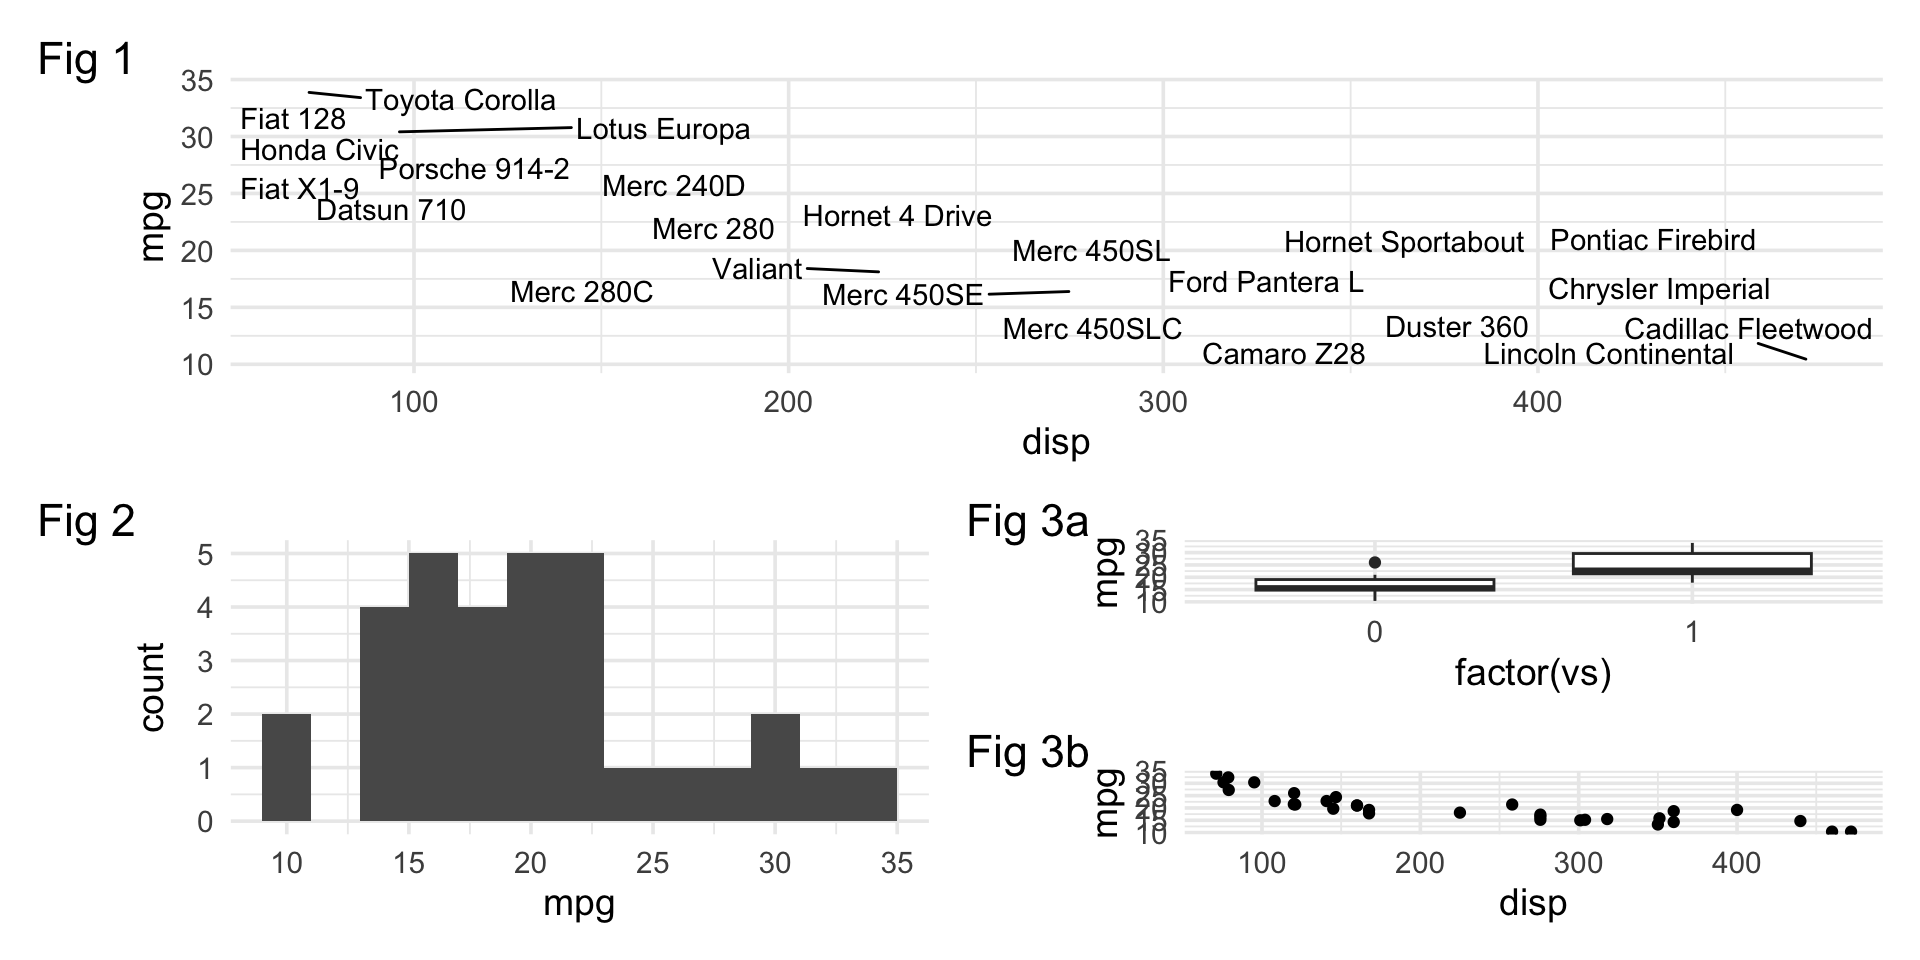 Fig 1
35
30
25
20
15
10
mpg
Toyota Corolla
Fiat 128
Lotus Europa
Honda Civic
Porsche 914-2
Fiat X1-9
Merc 240D
Datsun 710
Hornet 4 Drive
Merc 280
Hornet Sportabout
Pontiac Firebird
Merc 450SL
Valiant
Ford Pantera L
Merc 280C
Merc 450SE
Chrysler Imperial
Merc 450SLC
Duster 360
Cadillac Fleetwood
Camaro Z28
Lincoln Continental
100 200 300 400
disp
Fig 2
5
4
3
2
1
0
count
10 15 20 25 30 35
mpg
Fig 3a
35
30
25
20
15
10
mpg
0 1
factor(vs)
Fig 3b
35
30
25
20
15
10
mpg
100 200 300 400
disp